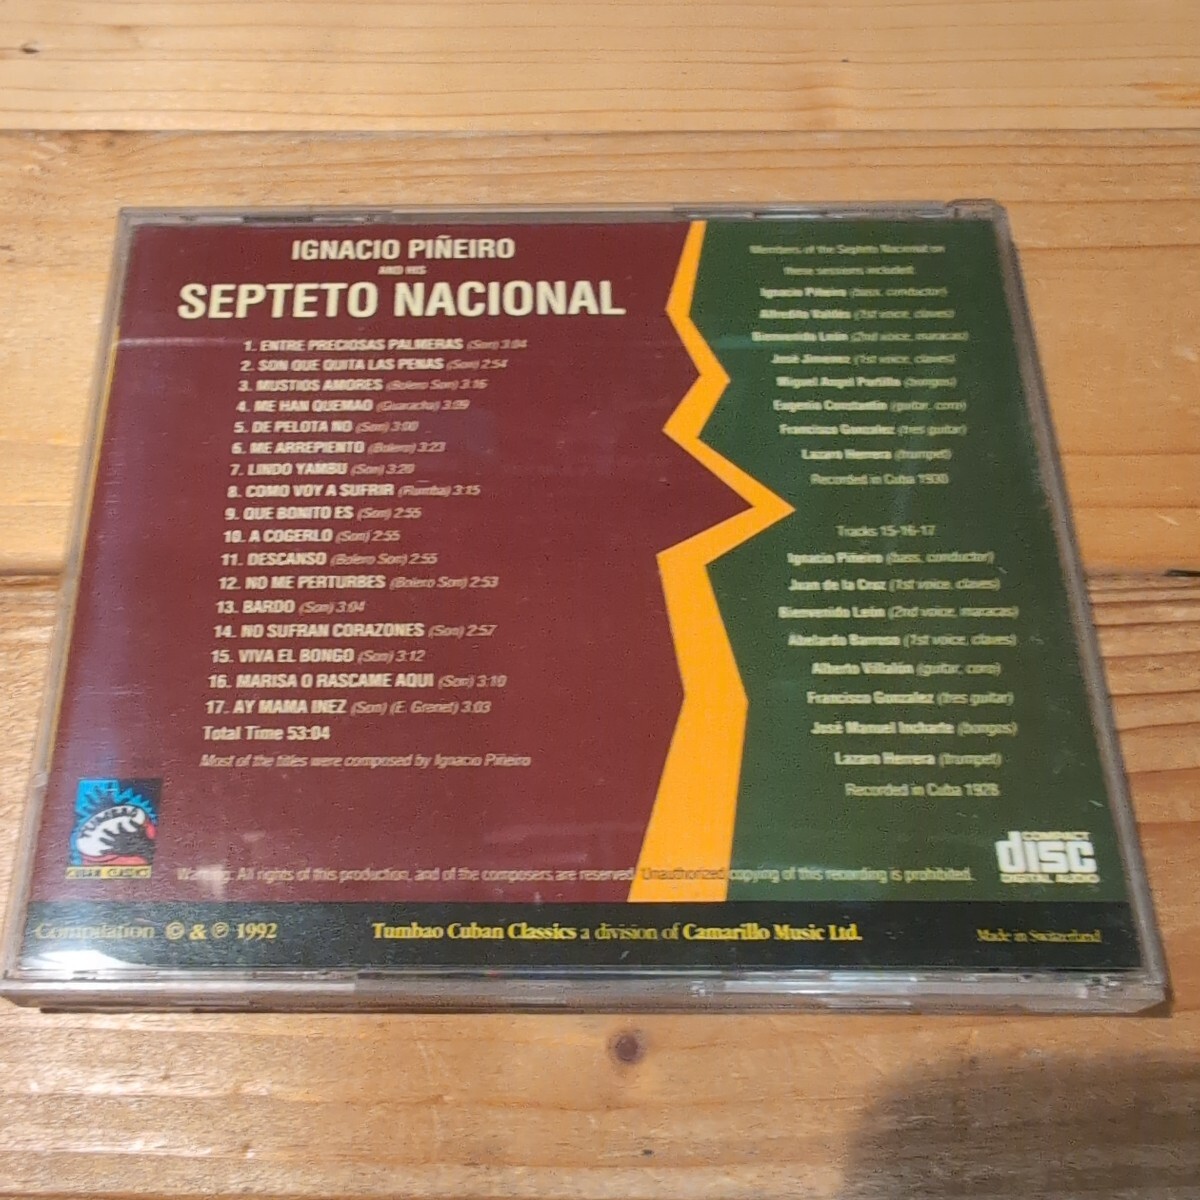 IGNACIO PIÑEIRO
AND HIS
SEPTETO NACIONAL
1. ENTRE PRECIOSAS PALMERAS (Son) 3:04
2. SON QUE QUITA LAS PENAS (Son) 2:54
3. MUSTIOS AMORES (Bolero Son) 3:16
4. ME HAN QUEMAO (Guaracha) 3:09
5. DE PELOTA NO (Son) 3:00
6. ME ARREPIENTO (Bolero) 3:23
7. LINDO YAMBU (Son) 3:20
8. COMO VOY A SUFRIR (Rumba) 3:15
9. QUE BONITO ES (Son) 2:55
10. A COGERLO (Son) 2:55
11. DESCANSO (Bolero Son) 2:55
12. NO ME PERTURBES (Bolero Son) 2:53
13. BARDO (Son) 3:04
14. NO SUFRAN CORAZONES (Son) 2:57
15. VIVA EL BONGO (Son) 3:12
16. MARISA O RASCAME AQUI (Son) 3:10
17. AY MAMA INEZ (Son) (E. Grenet) 3:03
Total Time 53:04
Most of the titles were composed by Ignacio Piñeiro
Members of the Septeto Nacional on
these sessions included:
Ignacio Piñeiro (bass, conductor)
Alfredito Valdés (1st voice, claves)
Bienvenido León (2nd voice, maracas)
José Jimenez (1st voice, claves)
Miguel Angel Portillo (bongos)
Eugenio Constantin (guitar, coro)
Francisco Gonzalez (tres guitar)
Lazaro Herrera (trumpet)
Recorded in Cuba 1930
Tracks 15-16-17
Ignacio Piñeiro (bass, conductor)
Juan de la Cruz (1st voice, claves)
Bienvenido León (2nd voice, maracas)
Abelardo Barroso (1st voice, claves)
Alberto Villalón (guitar, coro)
Francisco Gonzalez (tres guitar)
José Manuel Incharte (bongos)
Lazaro Herrera (trumpet)
Recorded in Cuba 1928
TUMBAO
CUBAN CLASSICS
COMPACT
disc
DIGITAL AUDIO
Warning: All rights of this production, and of the composers are reserved. Unauthorized copying of this recording is prohibited.
Compilation © & ℗ 1992
Tumbao Cuban Classics a division of Camarillo Music Ltd.
Made in Switzerland